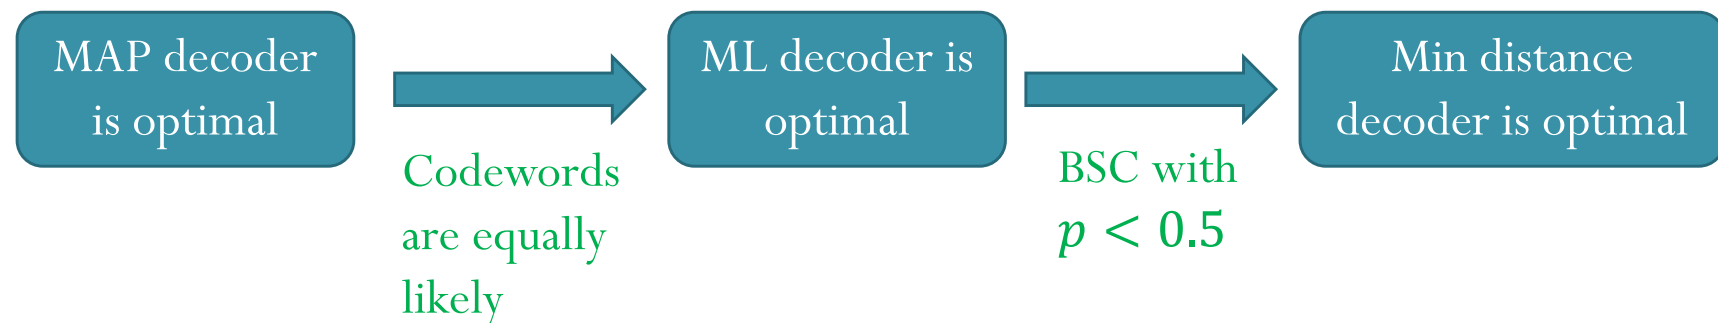 MAP decoder
is optimal
Codewords
are equally
likely
ML decoder is
optimal
BSC with
p < 0.5
Min distance
decoder is optimal